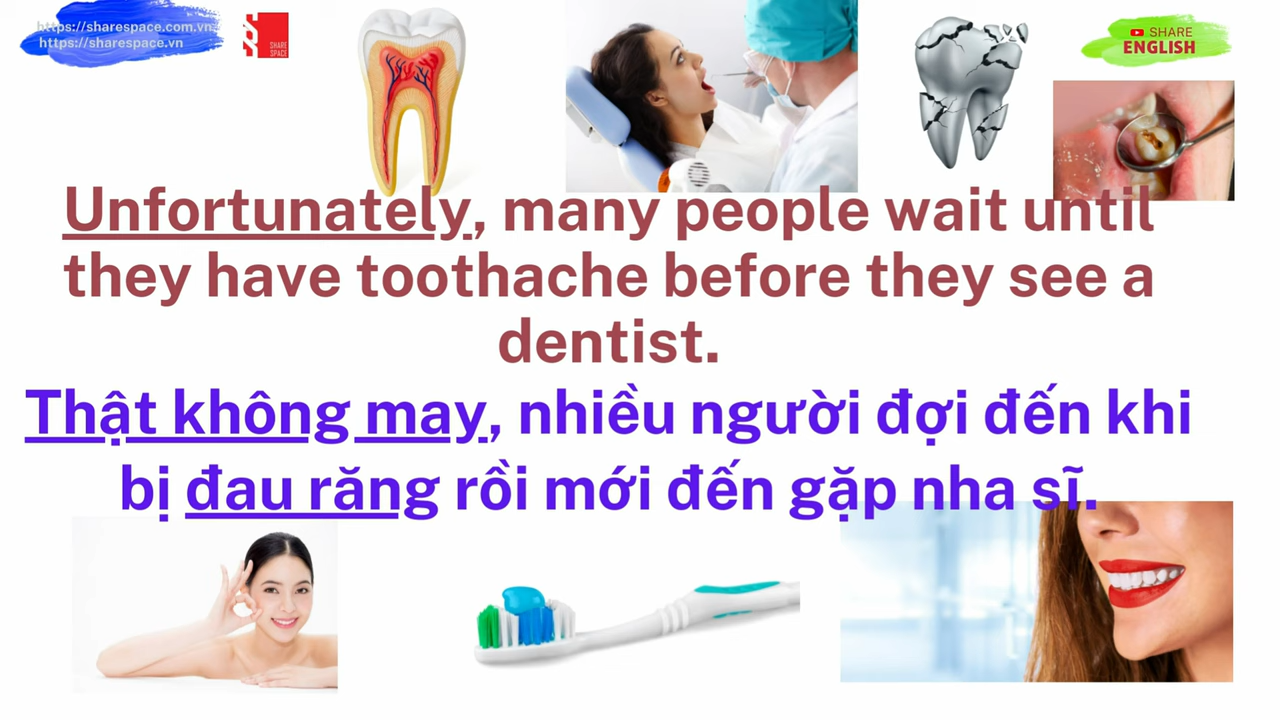 https://sharespace.com.vn
https://sharespace.vn
SHARE
SPACE
SHARE
ENGLISH
Unfortunately, many people wait until
they have toothache before they see a
dentist.
Thật không may, nhiều người đợi đến khi
bị đau răng rồi mới đến gặp nha sĩ.